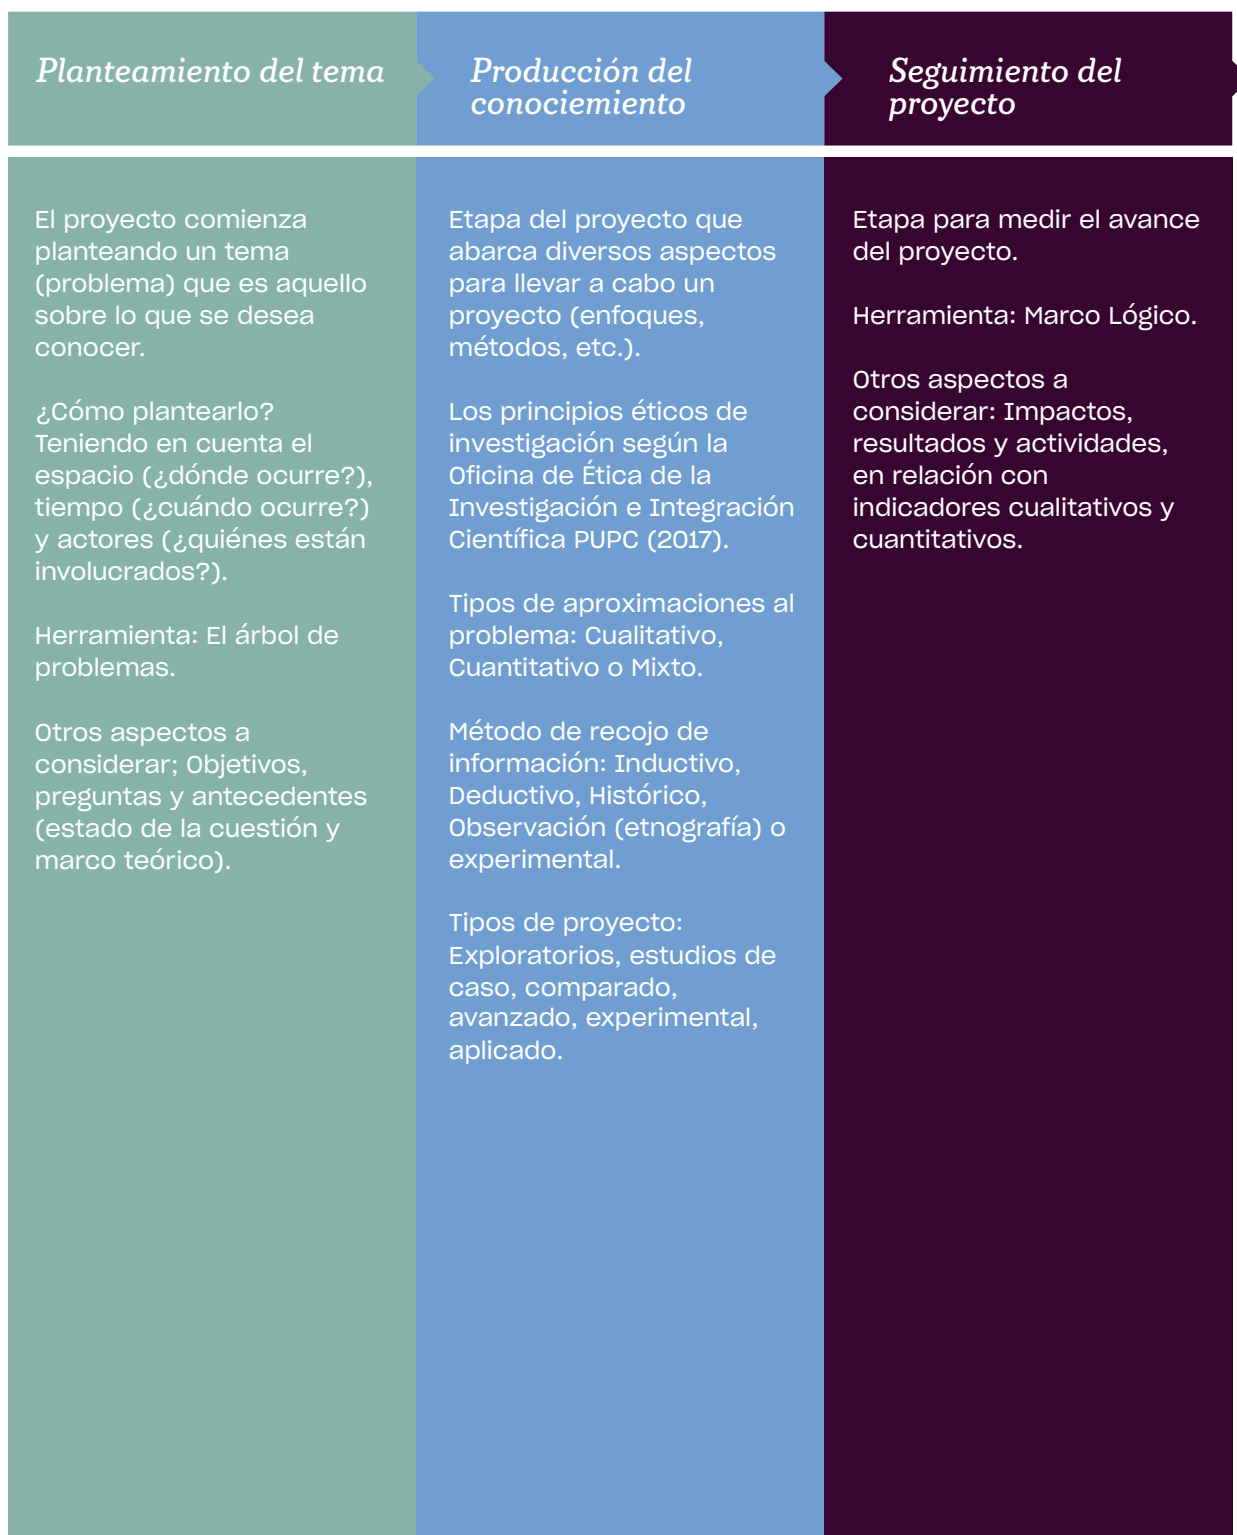 Planteamiento del tema
Producción del
conociemiento
Seguimiento del
proyecto
El proyecto comienza
planteando un tema
(problema) que es aquello
sobre lo que se desea
conocer.
¿Cómo plantearlo?
Teniendo en cuenta el
espacio (¿dónde ocurre?),
tiempo (¿cuándo ocurre?)
y actores (¿quiénes están
involucrados?).
Herramienta: El árbol de
problemas.
Otros aspectos a
considerar; Objetivos,
preguntas y antecedentes
(estado de la cuestión y
marco teórico).
Etapa del proyecto que
abarca diversos aspectos
para llevar a cabo un
proyecto (enfoques,
métodos, etc.).
Los principios éticos de
investigación según la
Oficina de Ética de la
Investigación e Integración
Científica PUPC (2017).
Tipos de aproximaciones al
problema: Cualitativo,
Cuantitativo o Mixto.
Método de recojo de
información: Inductivo,
Deductivo, Histórico,
Observación (etnografía) o
experimental.
Tipos de proyecto:
Exploratorios, estudios de
caso, comparado,
avanzado, experimental,
aplicado.
Etapa para medir el avance
del proyecto.
Herramienta: Marco Lógico.
Otros aspectos a
considerar: Impactos,
resultados y actividades,
en relación con
indicadores cualitativos y
cuantitativos.